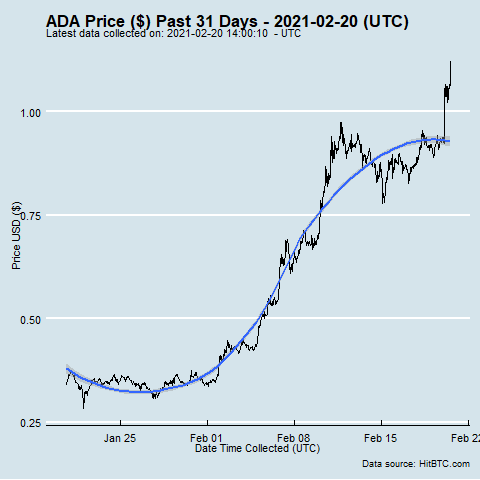 ADA Price ($) Past 31 Days - 2021-02-20 (UTC)
Latest data collected on: 2021-02-20 14:00:10 - UTC
Price USD ($)
1.00
0.75
0.50
0.25
Jan 25
Feb 01
Feb 08
Feb 15
Feb 22
Date Time Collected (UTC)
Data source: HitBTC.com